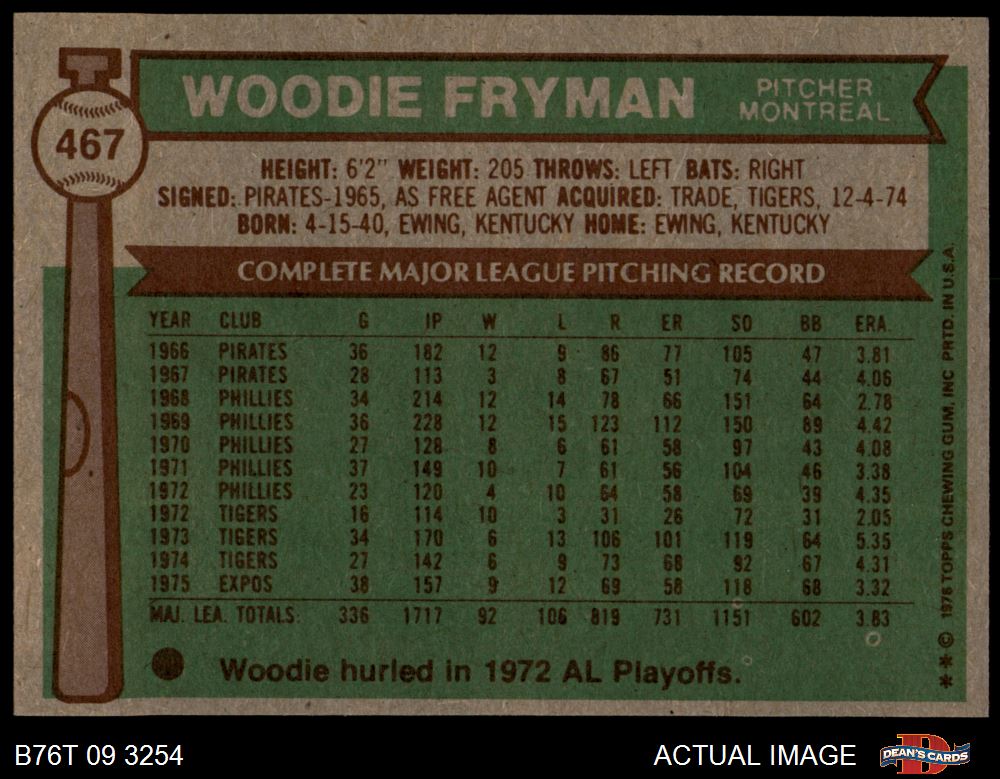 WOODIE FRYMAN
PITCHER
MONTREAL
467
HEIGHT: 6'2" WEIGHT: 205 THROWS: LEFT BATS: RIGHT
SIGNED: PIRATES-1965, AS FREE AGENT ACQUIRED: TRADE, TIGERS, 12-4-74
BORN: 4-15-40, EWING, KENTUCKY HOME: EWING, KENTUCKY
COMPLETE MAJOR LEAGUE PITCHING RECORD
YEAR CLUB G IP W L R ER SO BB ERA.
1966 PIRATES 36 182 12 9 86 77 105 47 3.81
1967 PIRATES 28 113 3 8 67 51 74 44 4.06
1968 PHILLIES 34 214 12 14 78 66 151 64 2.78
1969 PHILLIES 36 228 12 15 123 112 150 89 4.42
1970 PHILLIES 27 128 8 6 61 58 97 43 4.08
1971 PHILLIES 37 149 10 7 61 56 104 46 3.38
1972 PHILLIES 23 120 4 10 64 58 69 39 4.35
1972 TIGERS 16 114 10 3 31 26 72 31 2.05
1973 TIGERS 34 170 6 13 106 101 119 64 5.35
1974 TIGERS 27 142 6 9 73 68 92 67 4.31
1975 EXPOS 38 157 9 12 69 58 118 68 3.32
MAJ. LEA. TOTALS: 336 1717 92 106 819 731 1151 602 3.83
Woodie hurled in 1972 AL Playoffs.
** © 1976 TOPPS CHEWING GUM, INC PRTD. IN U.S.A.
B76T 09 3254
ACTUAL IMAGE
D
DEAN'S CARDS